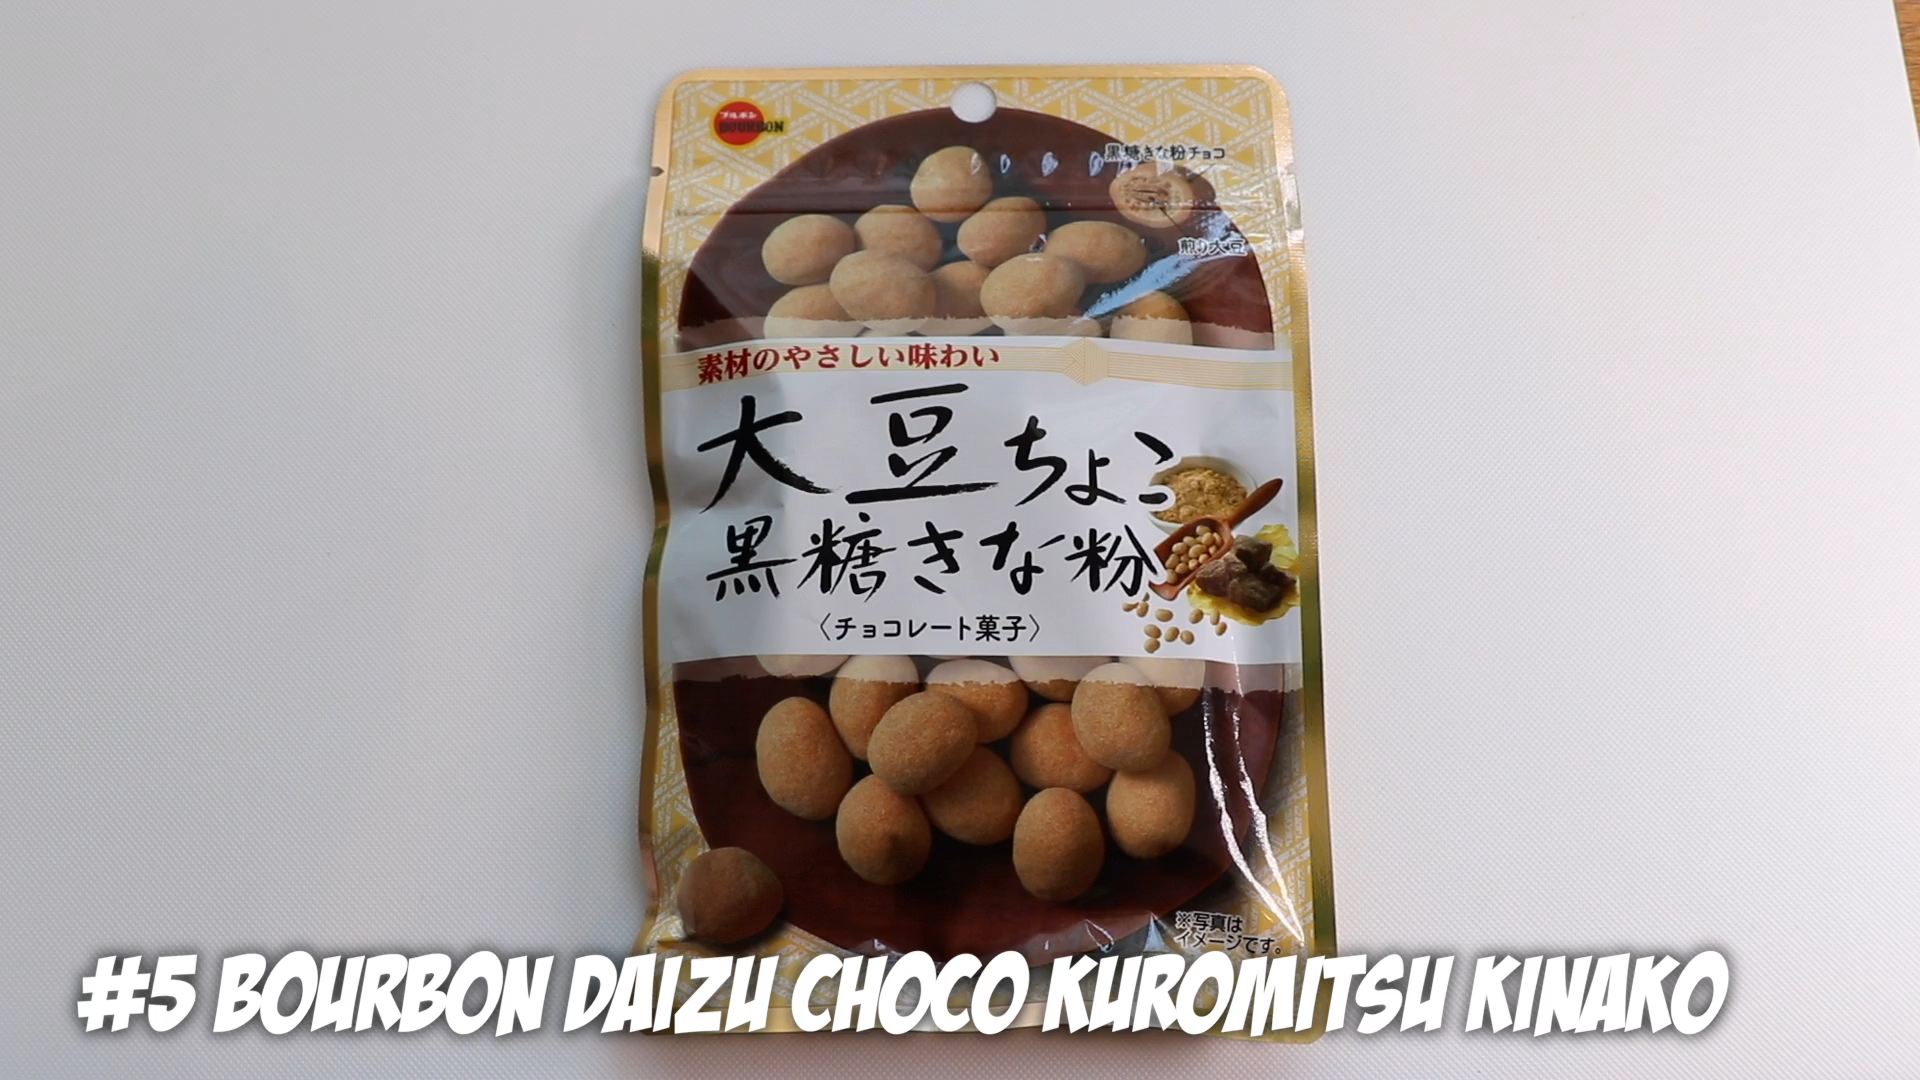 ブルボン
BOURBON
黒糖きな粉チョコ
煎り大豆
素材のやさしい味わい
大豆ちょこ
黒糖きな粉
〈チョコレート菓子〉
※写真は
イメージです。
#5 BOURBON DAIZU CHOCO KUROMITSU KINAKO